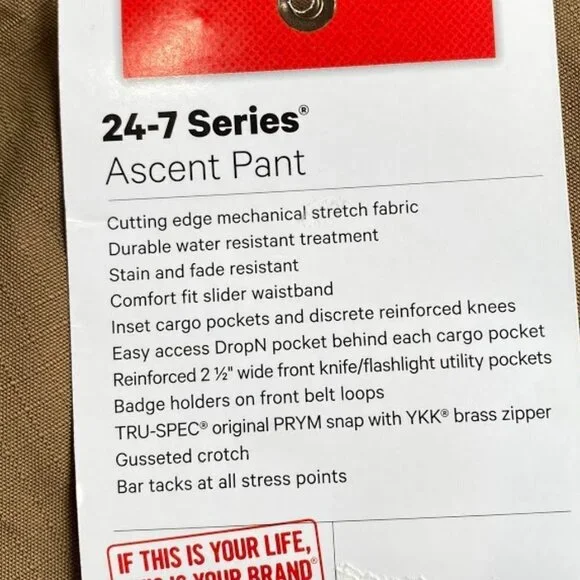 24-7 Series®
Ascent Pant
Cutting edge mechanical stretch fabric
Durable water resistant treatment
Stain and fade resistant
Comfort fit slider waistband
Inset cargo pockets and discrete reinforced knees
Easy access DropN pocket behind each cargo pocket
Reinforced 2 ½" wide front knife/flashlight utility pockets
Badge holders on front belt loops
TRU-SPEC® original PRYM snap with YKK® brass zipper
Gusseted crotch
Bar tacks at all stress points
IF THIS IS YOUR LIFE,
IS YOUR BRAND®